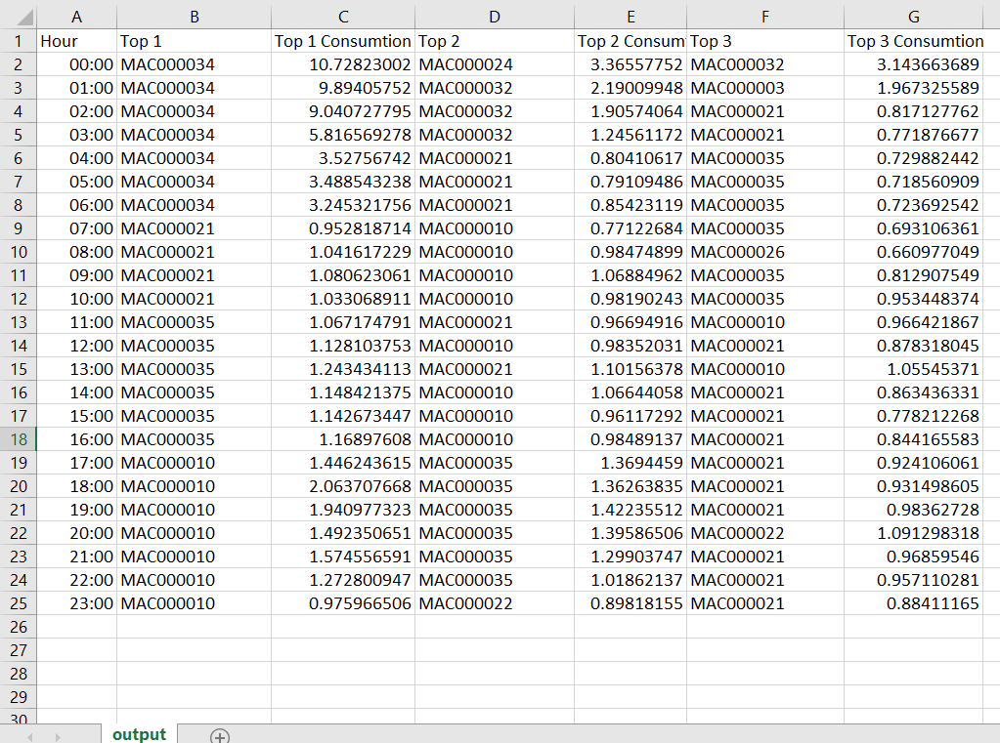 A B C D E F G
1 Hour Top 1 Top 1 Consumtion Top 2 Top 2 Consum Top 3 Top 3 Consumtion
2 00:00 MAC000034 10.72823002 MAC000024 3.36557752 MAC000032 3.143663689
3 01:00 MAC000034 9.89405752 MAC000032 2.19009948 MAC000003 1.967325589
4 02:00 MAC000034 9.040727795 MAC000032 1.90574064 MAC000021 0.817127762
5 03:00 MAC000034 5.816569278 MAC000032 1.24561172 MAC000021 0.771876677
6 04:00 MAC000034 3.52756742 MAC000021 0.80410617 MAC000035 0.729882442
7 05:00 MAC000034 3.488543238 MAC000021 0.79109486 MAC000035 0.718560909
8 06:00 MAC000034 3.245321756 MAC000021 0.85423119 MAC000035 0.723692542
9 07:00 MAC000021 0.952818714 MAC000010 0.77122684 MAC000035 0.693106361
10 08:00 MAC000021 1.041617229 MAC000010 0.98474899 MAC000026 0.660977049
11 09:00 MAC000021 1.080623061 MAC000010 1.06884962 MAC000035 0.812907549
12 10:00 MAC000021 1.033068911 MAC000010 0.98190243 MAC000035 0.953448374
13 11:00 MAC000035 1.067174791 MAC000021 0.96694916 MAC000010 0.966421867
14 12:00 MAC000035 1.128103753 MAC000010 0.98352031 MAC000021 0.878318045
15 13:00 MAC000035 1.243434113 MAC000021 1.10156378 MAC000010 1.05545371
16 14:00 MAC000035 1.148421375 MAC000010 1.06644058 MAC000021 0.863436331
17 15:00 MAC000035 1.142673447 MAC000010 0.96117292 MAC000021 0.778212268
18 16:00 MAC000035 1.16897608 MAC000010 0.98489137 MAC000021 0.844165583
19 17:00 MAC000010 1.446243615 MAC000035 1.3694459 MAC000021 0.924106061
20 18:00 MAC000010 2.063707668 MAC000035 1.36263835 MAC000021 0.931498605
21 19:00 MAC000010 1.940977323 MAC000035 1.42235512 MAC000021 0.98362728
22 20:00 MAC000010 1.492350651 MAC000035 1.39586506 MAC000022 1.091298318
23 21:00 MAC000010 1.574556591 MAC000035 1.29903747 MAC000021 0.96859546
24 22:00 MAC000010 1.272800947 MAC000035 1.01862137 MAC000021 0.957110281
25 23:00 MAC000010 0.975966506 MAC000022 0.89818155 MAC000021 0.88411165
26
27
28
29
30
output